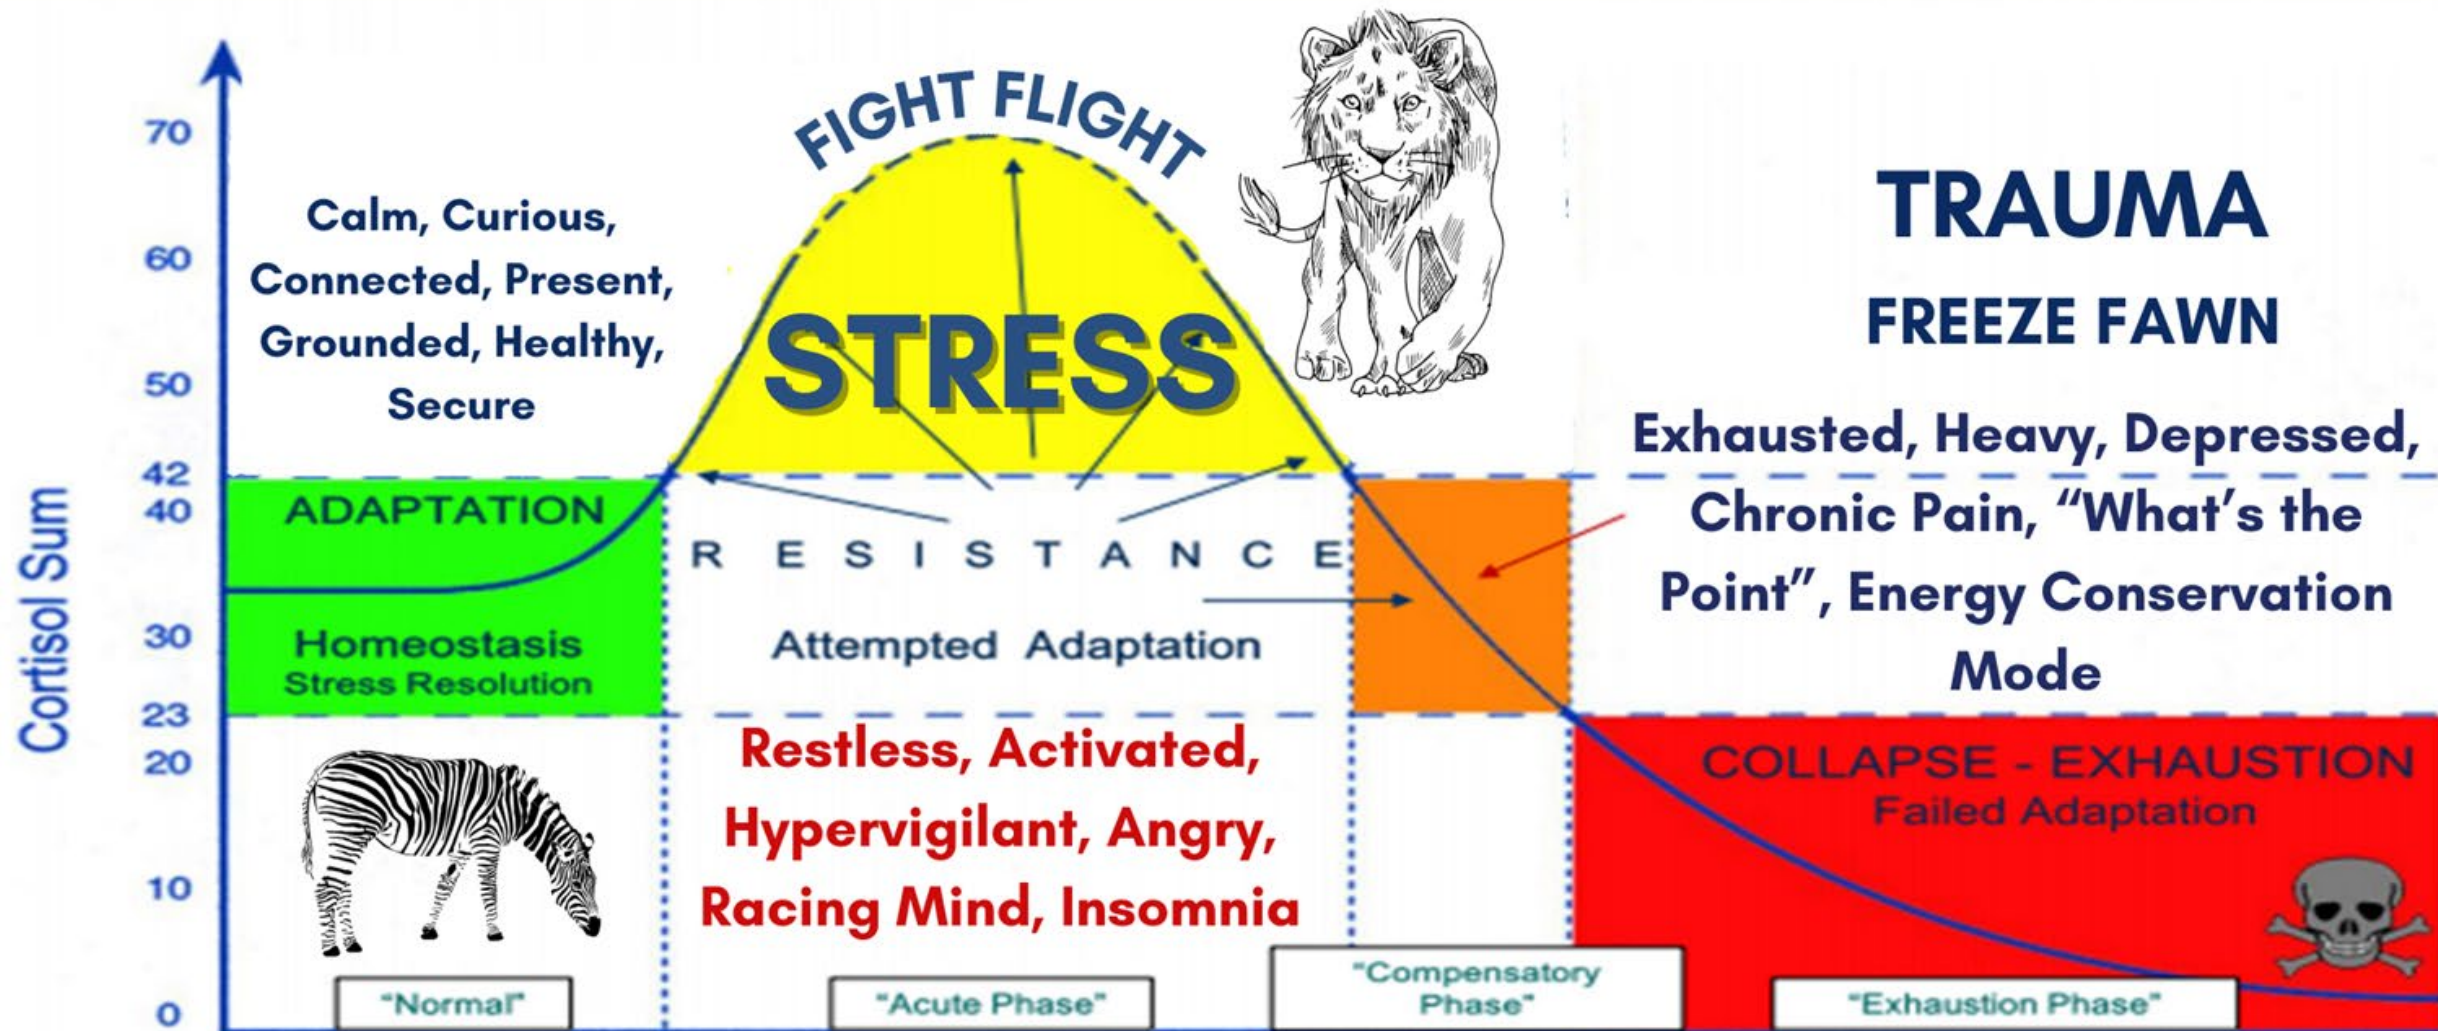 FIGHT FLIGHT
70
60
50
42
40
30
23
20
10
0
Cortisol Sum
Calm, Curious,
Connected, Present,
Grounded, Healthy,
Secure
STRESS
TRAUMA
FREEZE FAWN
Exhausted, Heavy, Depressed,
Chronic Pain, “What’s the
Point”, Energy Conservation
Mode
ADAPTATION
Homeostasis
Stress Resolution
RESISTANCE
Attempted Adaptation
Restless, Activated,
Hypervigilant, Angry,
Racing Mind, Insomnia
COLLAPSE - EXHAUSTION
Failed Adaptation
"Normal"
"Acute Phase"
"Compensatory
Phase"
"Exhaustion Phase"